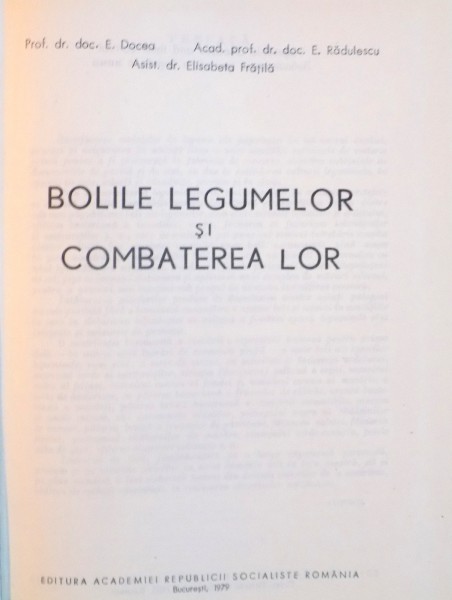 Prof. dr. doc. E. Docea Acad. prof. dr. doc. E. Rădulescu
Asist. dr. Elisabeta Frățilă
BOLILE LEGUMELOR
ȘI
COMBATEREA LOR
EDITURA ACADEMIEI REPUBLICII SOCIALISTE ROMÂNIA
București, 1979